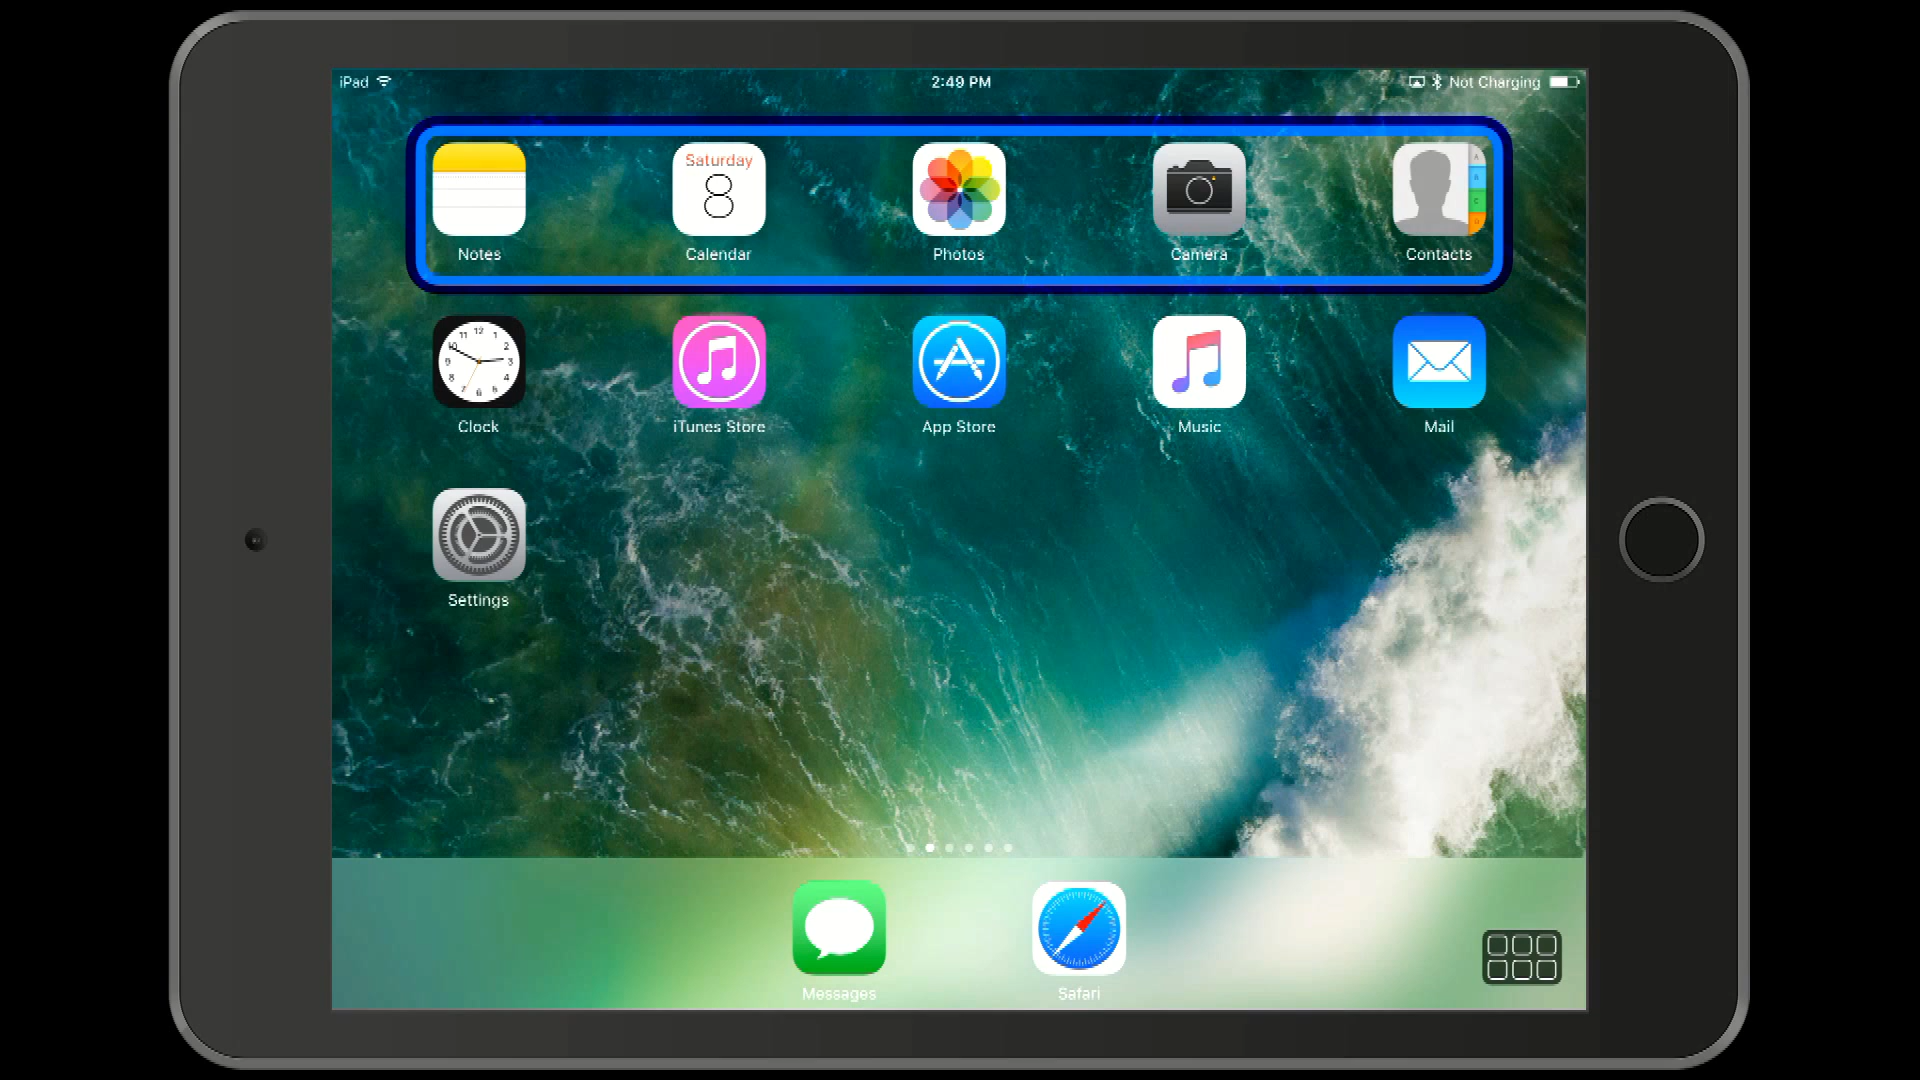 iPad 2:49 PM Not Charging
Saturday
8
Notes Calendar Photos Camera Contacts
Clock iTunes Store App Store Music Mail
Settings
Messages Safari